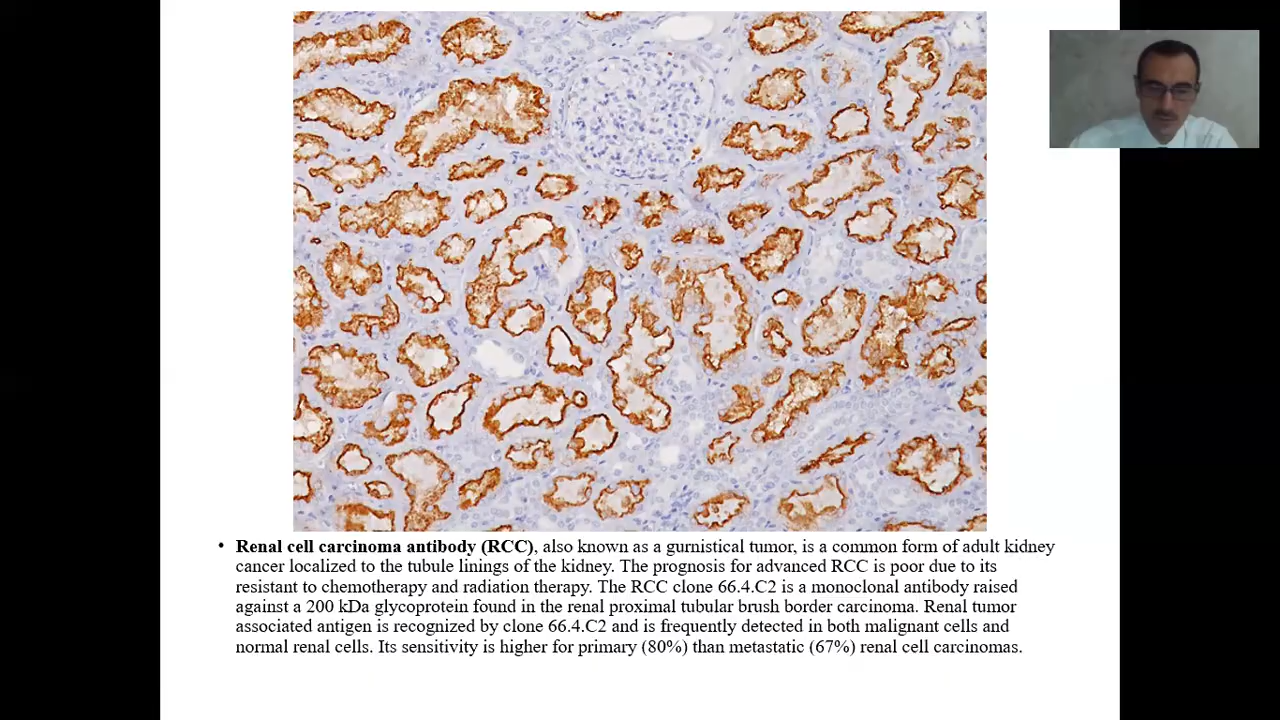 • Renal cell carcinoma antibody (RCC), also known as a gurnistical tumor, is a common form of adult kidney
cancer localized to the tubule linings of the kidney. The prognosis for advanced RCC is poor due to its
resistant to chemotherapy and radiation therapy. The RCC clone 66.4.C2 is a monoclonal antibody raised
against a 200 kDa glycoprotein found in the renal proximal tubular brush border carcinoma. Renal tumor
associated antigen is recognized by clone 66.4.C2 and is frequently detected in both malignant cells and
normal renal cells. Its sensitivity is higher for primary (80%) than metastatic (67%) renal cell carcinomas.